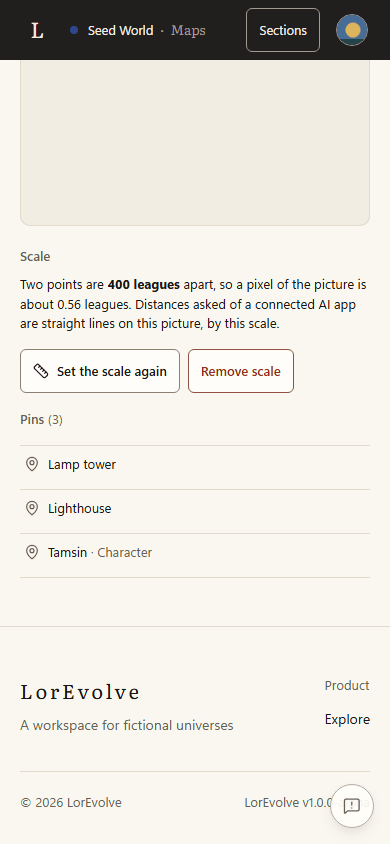 L
Seed World · Maps
Sections
Scale
Two points are 400 leagues apart, so a pixel of the picture is
about 0.56 leagues. Distances asked of a connected AI app
are straight lines on this picture, by this scale.
Set the scale again
Remove scale
Pins (3)
Lamp tower
Lighthouse
Tamsin · Character
LorEvolve
Product
A workspace for fictional universes
Explore
© 2026 LorEvolve
LorEvolve v1.0.0